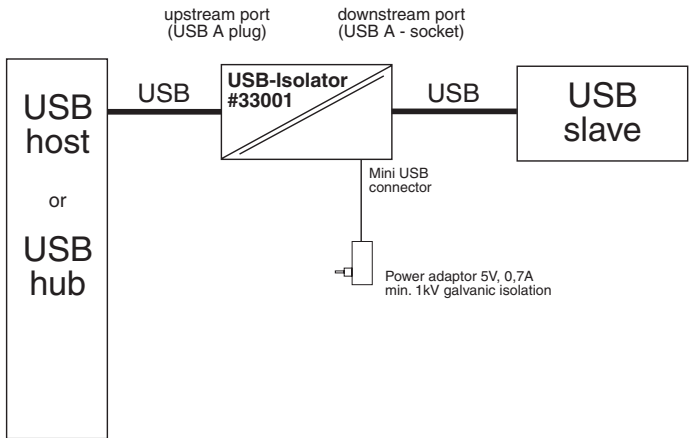 upstream port
(USB A plug)
downstream port
(USB A - socket)
USB
host
or
USB
hub
USB
USB-Isolator
#33001
USB
USB
slave
Mini USB
connector
Power adaptor 5V, 0,7A
min. 1kV galvanic isolation